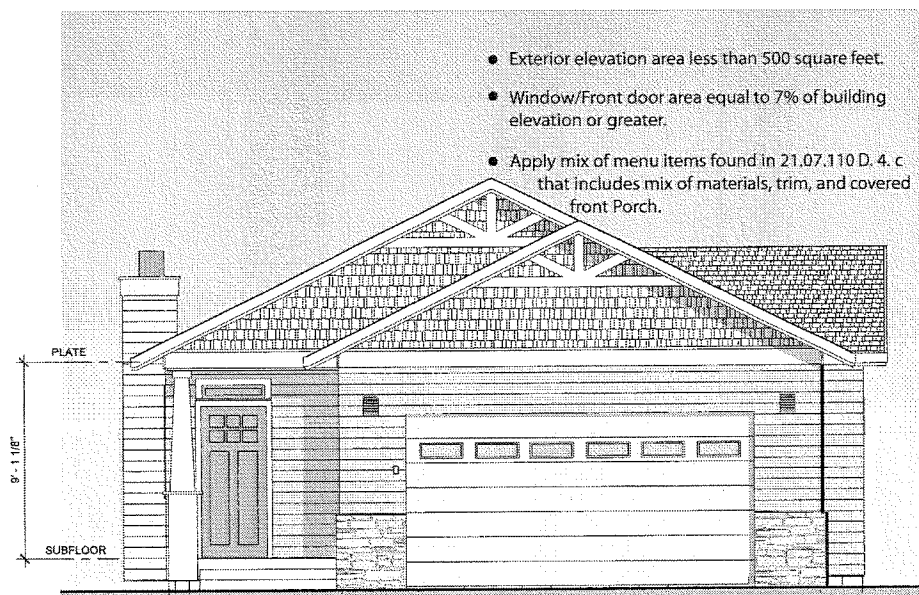 ● Exterior elevation area less than 500 square feet.
● Window/Front door area equal to 7% of building
elevation or greater.
● Apply mix of menu items found in 21.07.110 D. 4. c
that includes mix of materials, trim, and covered
front Porch.
PLATE
9' - 1 1/8"
SUBFLOOR